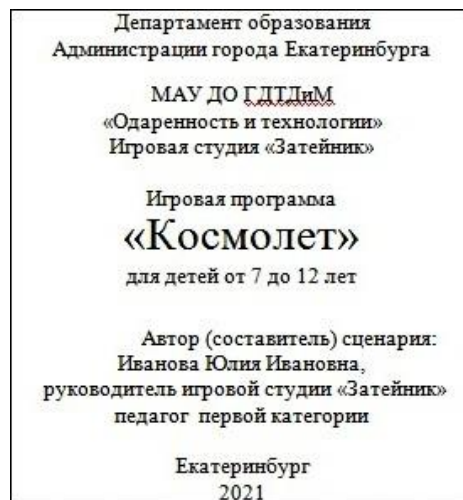 Департамент образования
Администрации города Екатеринбурга
МАУ ДО ГДТДиМ
«Одаренность и технологии»
Игровая студия «Затейник»
Игровая программа
«Космолет»
для детей от 7 до 12 лет
Автор (составитель) сценария:
Иванова Юлия Ивановна,
руководитель игровой студии «Затейник»
педагог первой категории
Екатеринбург
2021